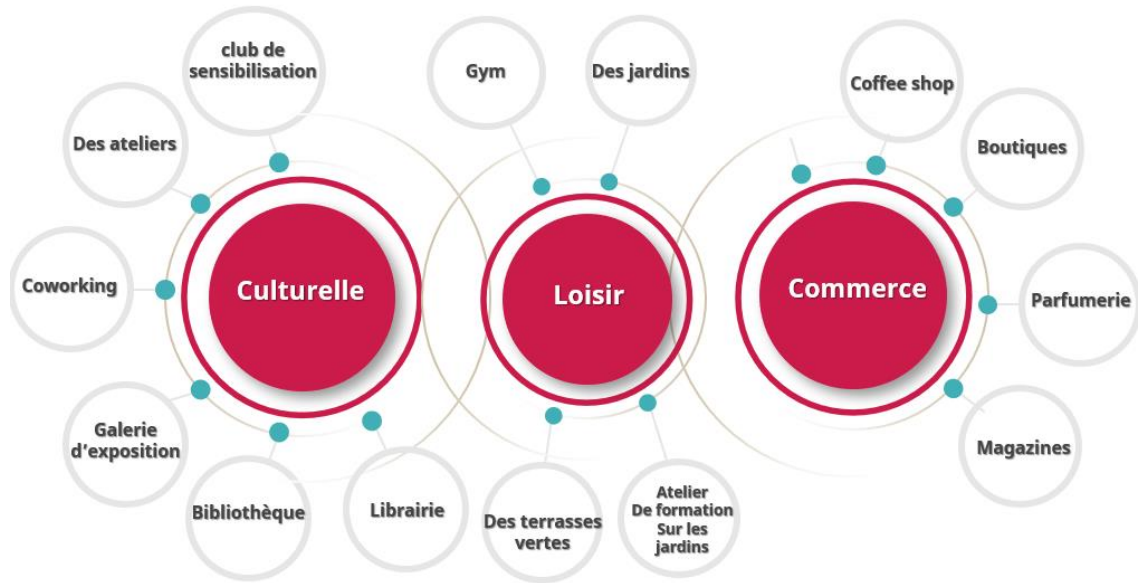 club de
sensibilisation
Des ateliers
Coworking
Galerie
d'exposition
Bibliothèque
Librairie
Culturelle
Gym
Des jardins
Loisir
Des terrasses
vertes
Atelier
De formation
Sur les
jardins
Coffee shop
Boutiques
Commerce
Parfumerie
Magazines